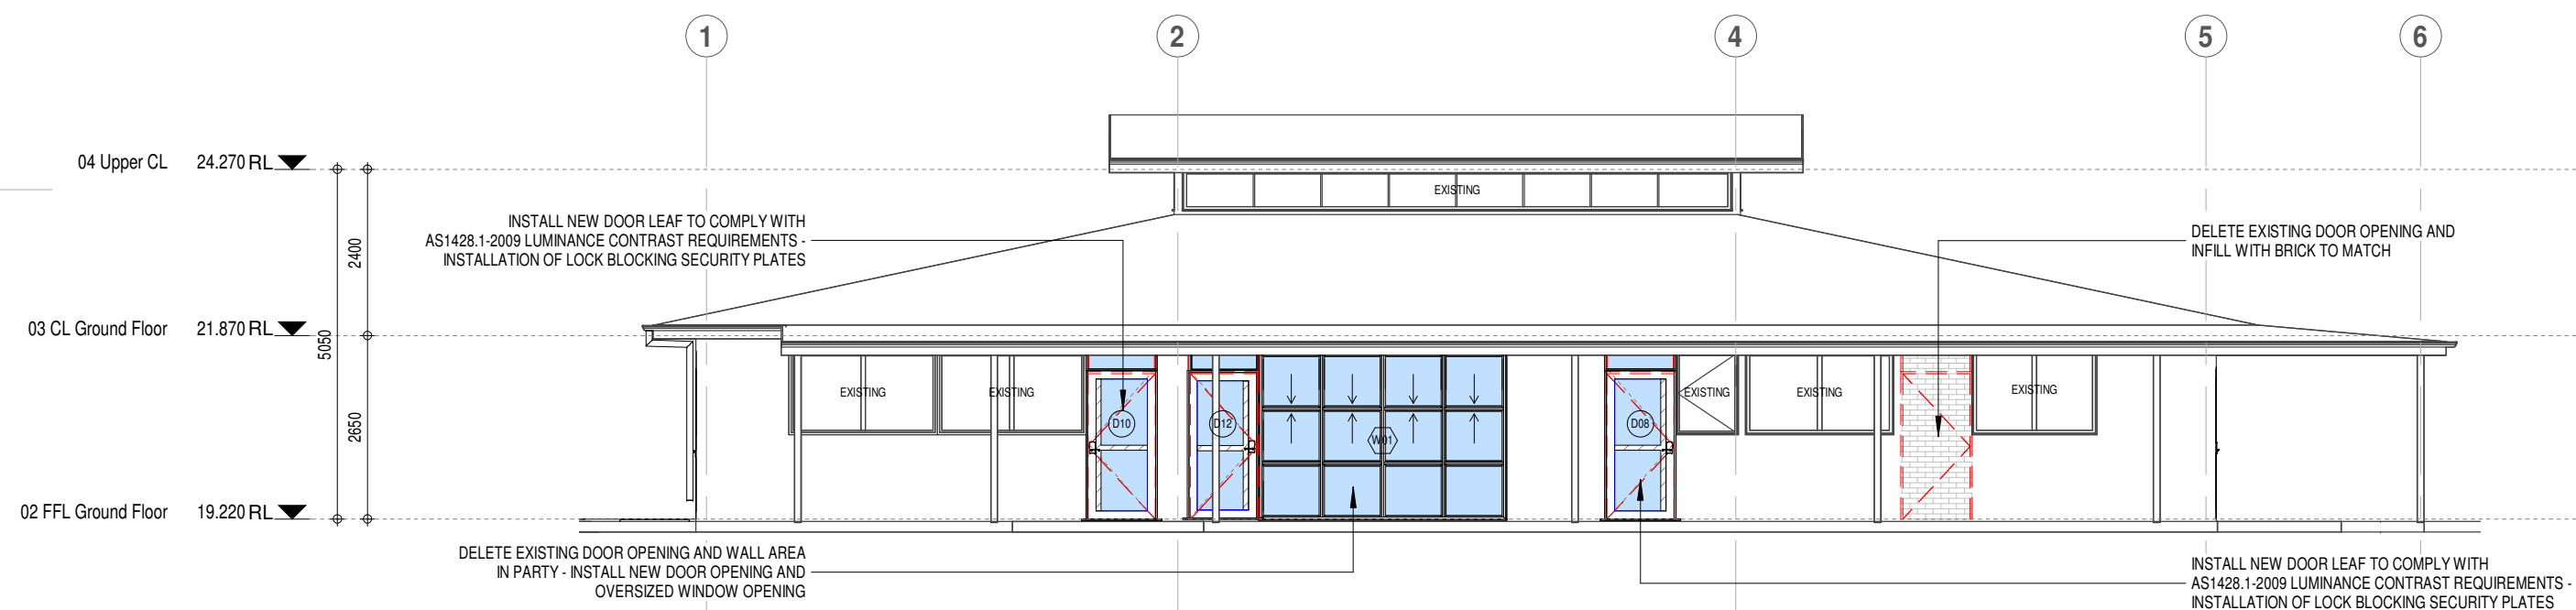 1
2
4
5
6
04 Upper CL 24.270 RL
EXISTING
INSTALL NEW DOOR LEAF TO COMPLY WITH
AS1428.1-2009 LUMINANCE CONTRAST REQUIREMENTS -
INSTALLATION OF LOCK BLOCKING SECURITY PLATES
DELETE EXISTING DOOR OPENING AND
INFILL WITH BRICK TO MATCH
2400
03 CL Ground Floor 21.870 RL
5050
2650
EXISTING
EXISTING
D10
D12
W01
D08
EXISTING
EXISTING
EXISTING
02 FFL Ground Floor 19.220 RL
DELETE EXISTING DOOR OPENING AND WALL AREA
IN PARTY - INSTALL NEW DOOR OPENING AND
OVERSIZED WINDOW OPENING
INSTALL NEW DOOR LEAF TO COMPLY WITH
AS1428.1-2009 LUMINANCE CONTRAST REQUIREMENTS -
INSTALLATION OF LOCK BLOCKING SECURITY PLATES